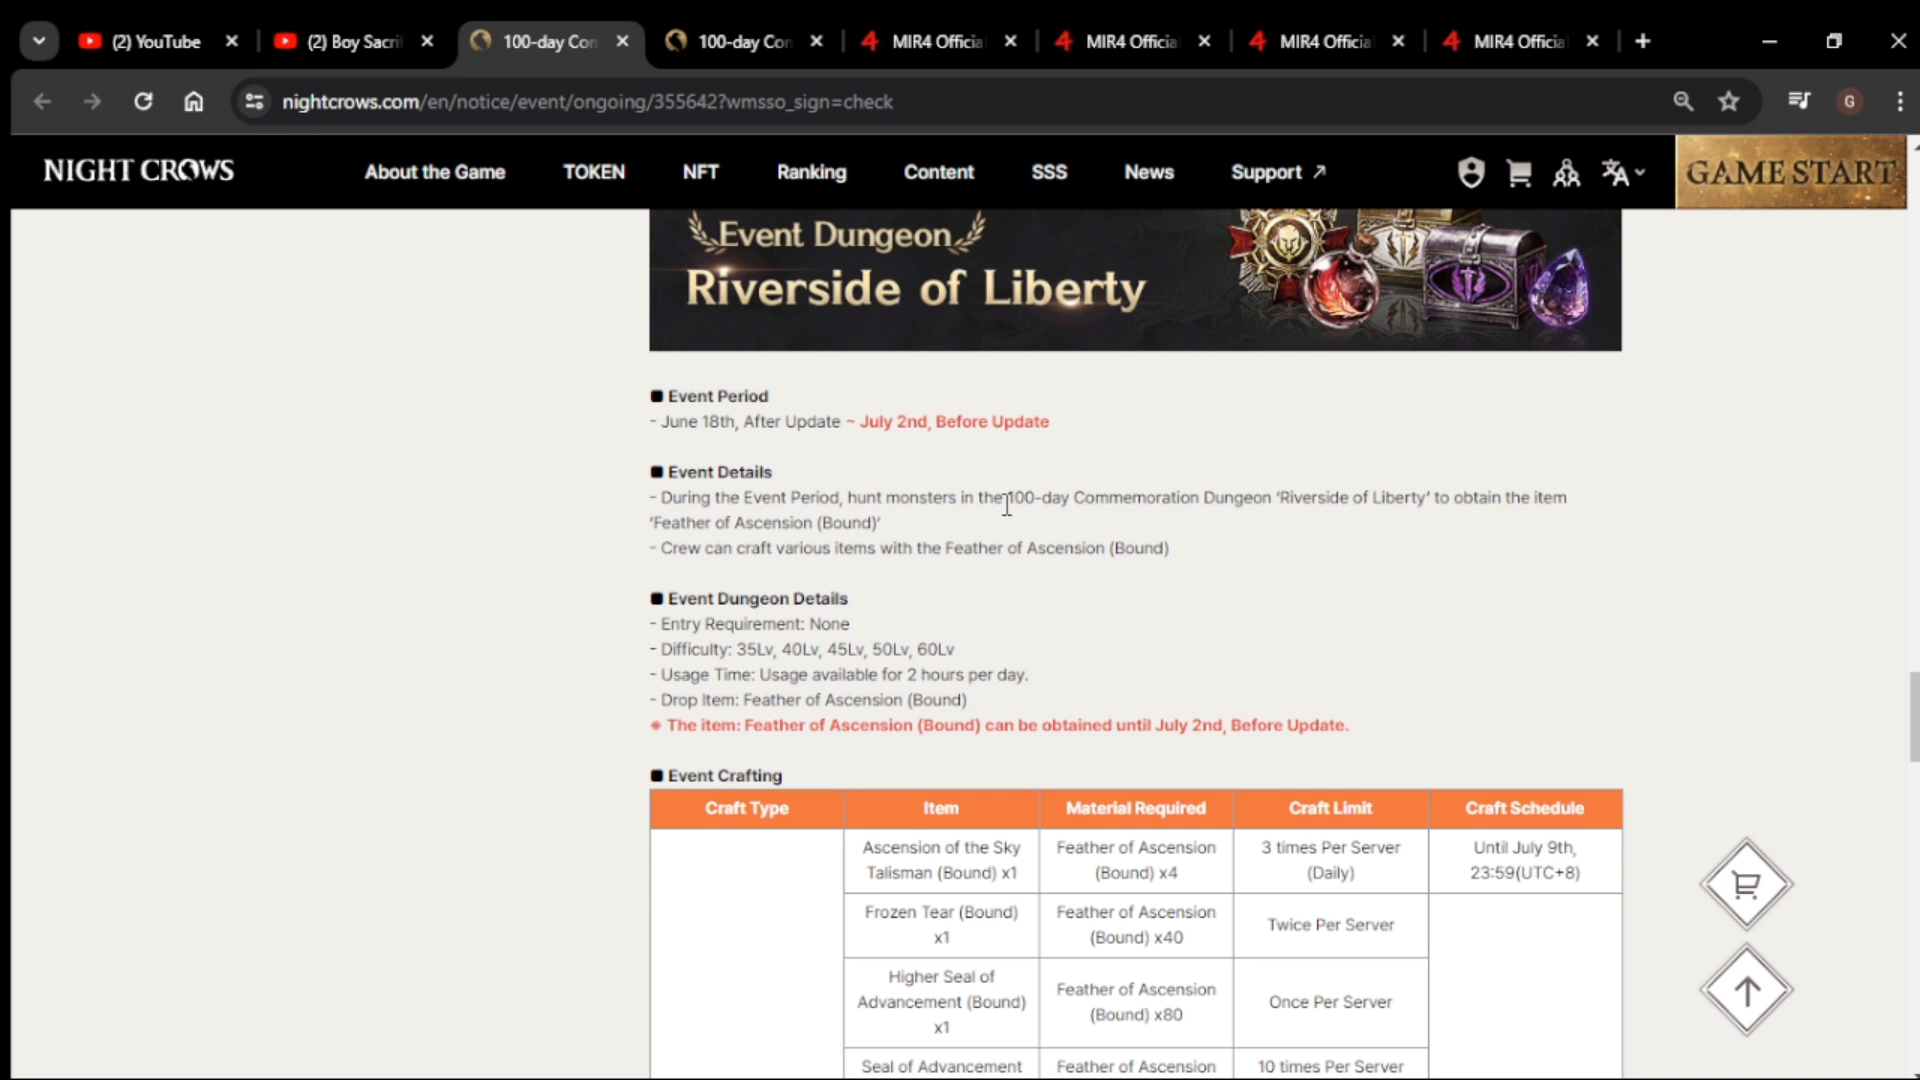 (2) YouTube
(2) Boy Sacri
100-day Con
100-day Con
MIR4 Officia
MIR4 Officia
MIR4 Officia
MIR4 Officia
nightcrows.com/en/notice/event/ongoing/355642?wmsso_sign=check
G
NIGHT CROWS
About the Game
TOKEN
NFT
Ranking
Content
SSS
News
Support ↗
GAME START
Event Dungeon
Riverside of Liberty
■ Event Period
- June 18th, After Update ~ July 2nd, Before Update
■ Event Details
- During the Event Period, hunt monsters in the 100-day Commemoration Dungeon ‘Riverside of Liberty’ to obtain the item
‘Feather of Ascension (Bound)’
- Crew can craft various items with the Feather of Ascension (Bound)
■ Event Dungeon Details
- Entry Requirement: None
- Difficulty: 35Lv, 40Lv, 45Lv, 50Lv, 60Lv
- Usage Time: Usage available for 2 hours per day.
- Drop Item: Feather of Ascension (Bound)
※ The item: Feather of Ascension (Bound) can be obtained until July 2nd, Before Update.
■ Event Crafting
Craft Type
Item
Material Required
Craft Limit
Craft Schedule
Ascension of the Sky
Talisman (Bound) x1
Feather of Ascension
(Bound) x4
3 times Per Server
(Daily)
Until July 9th,
23:59(UTC+8)
Frozen Tear (Bound)
x1
Feather of Ascension
(Bound) x40
Twice Per Server
Higher Seal of
Advancement (Bound)
x1
Feather of Ascension
(Bound) x80
Once Per Server
Seal of Advancement
Feather of Ascension
10 times Per Server